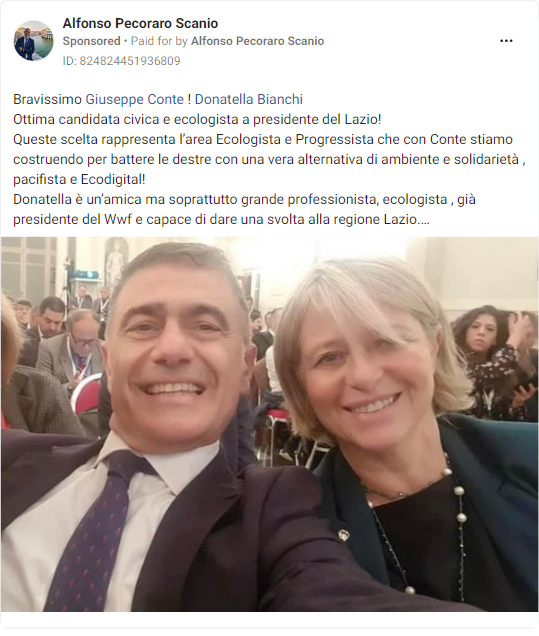 Alfonso Pecoraro Scanio
Sponsored • Paid for by Alfonso Pecoraro Scanio
ID: 824824451936809
Bravissimo Giuseppe Conte ! Donatella Bianchi
Ottima candidata civica e ecologista a presidente del Lazio!
Queste scelta rappresenta l'area Ecologista e Progressista che con Conte stiamo
costruendo per battere le destre con una vera alternativa di ambiente e solidarietà ,
pacifista e Ecodigital!
Donatella è un'amica ma soprattutto grande professionista, ecologista , già
presidente del Wwf e capace di dare una svolta alla regione Lazio....